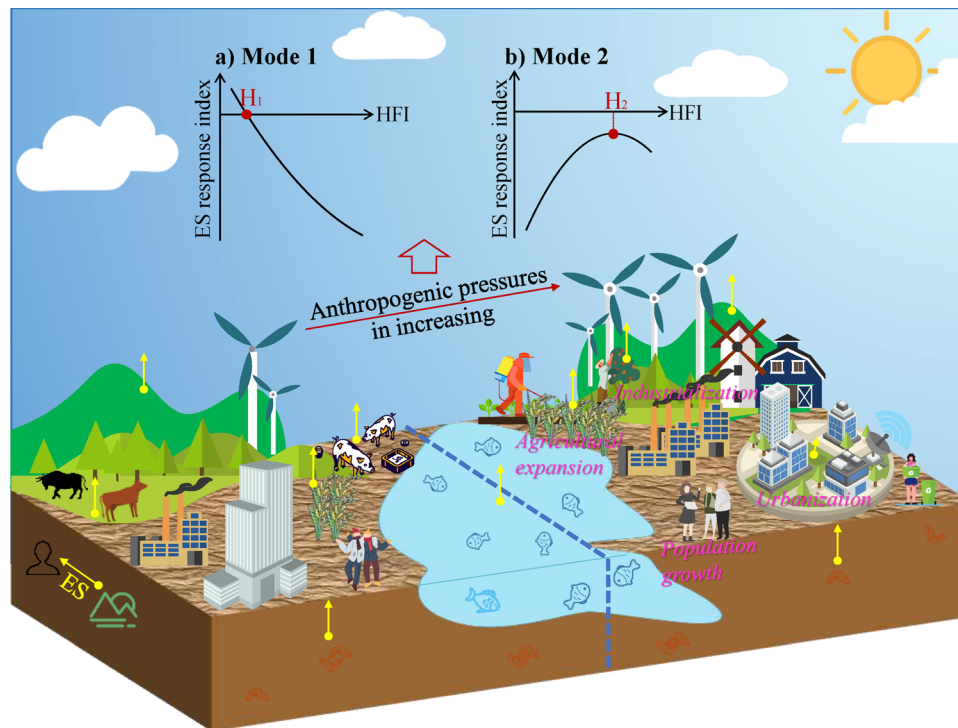 a) Mode 1
ES response index
H1
HFI
b) Mode 2
ES response index
H2
HFI
Anthropogenic pressures
in increasing
Industrialization
Agricultural
expansion
Urbanization
Population
growth
ES